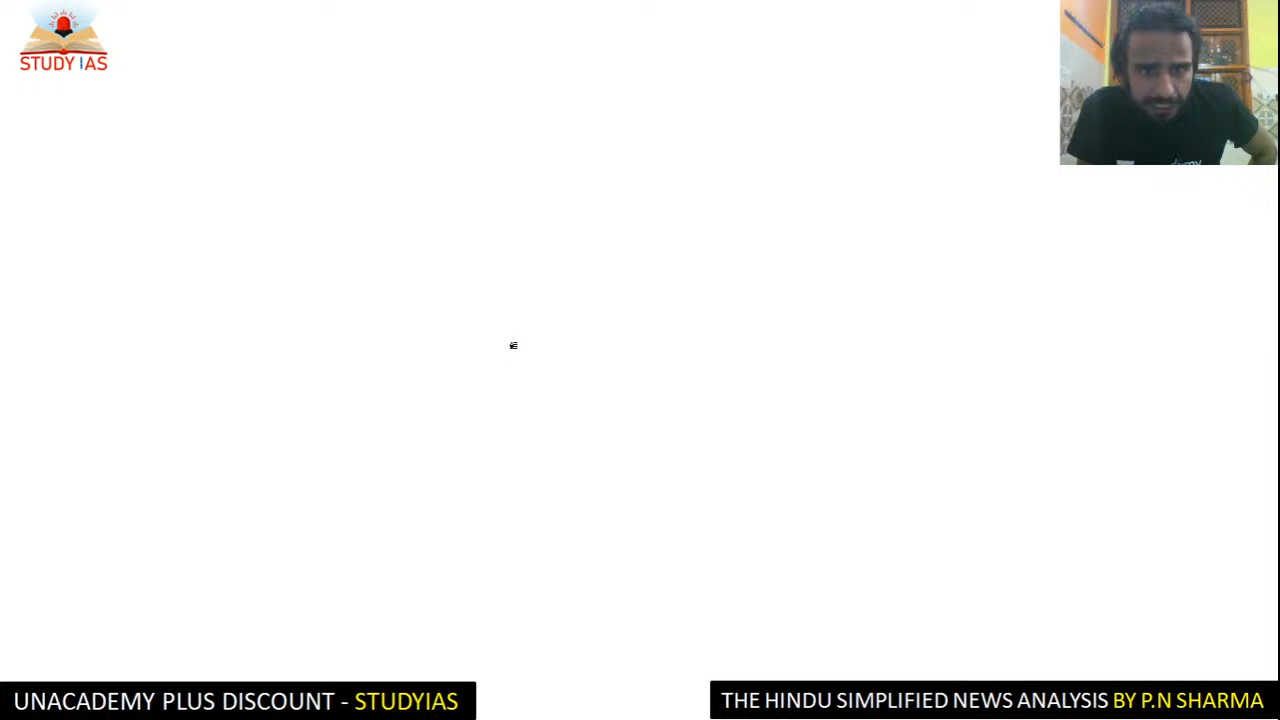 STUDY IAS
UNACADEMY PLUS DISCOUNT - STUDYIAS
THE HINDU SIMPLIFIED NEWS ANALYSIS BY P.N SHARMA